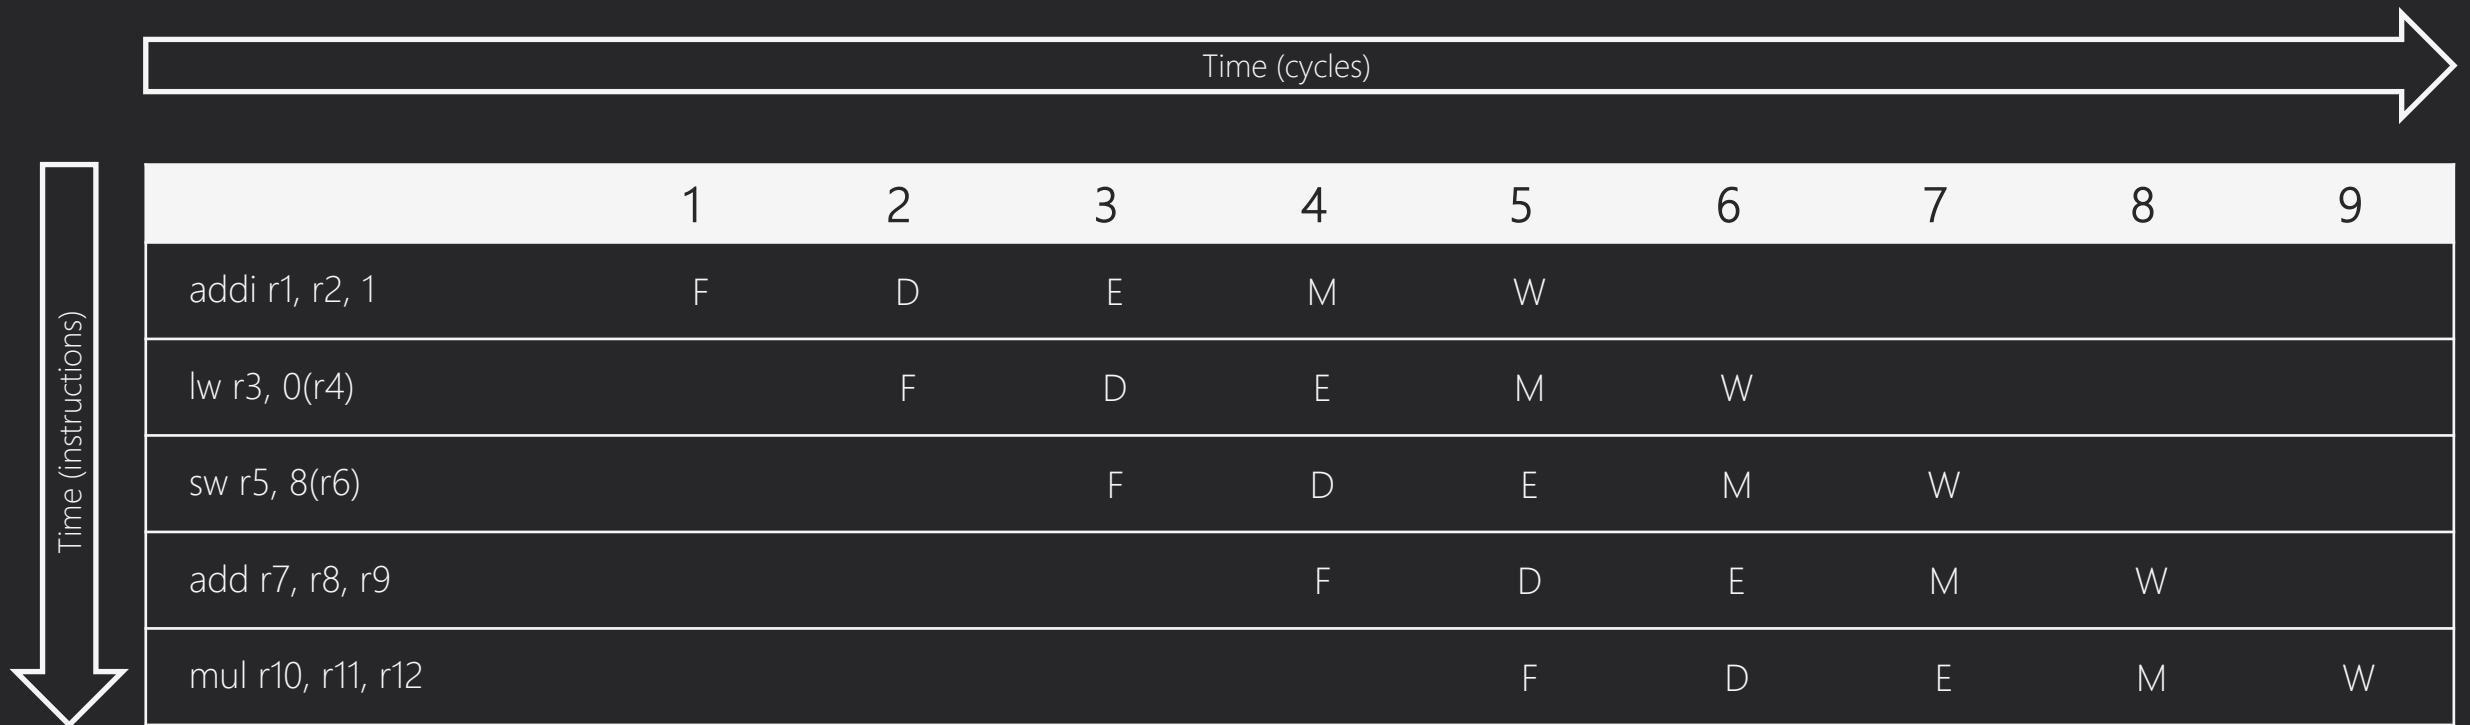 Time (cycles)
Time (instructions)
1 2 3 4 5 6 7 8 9
addi r1, r2, 1 F D E M W
lw r3, 0(r4) F D E M W
sw r5, 8(r6) F D E M W
add r7, r8, r9 F D E M W
mul r10, r11, r12 F D E M W